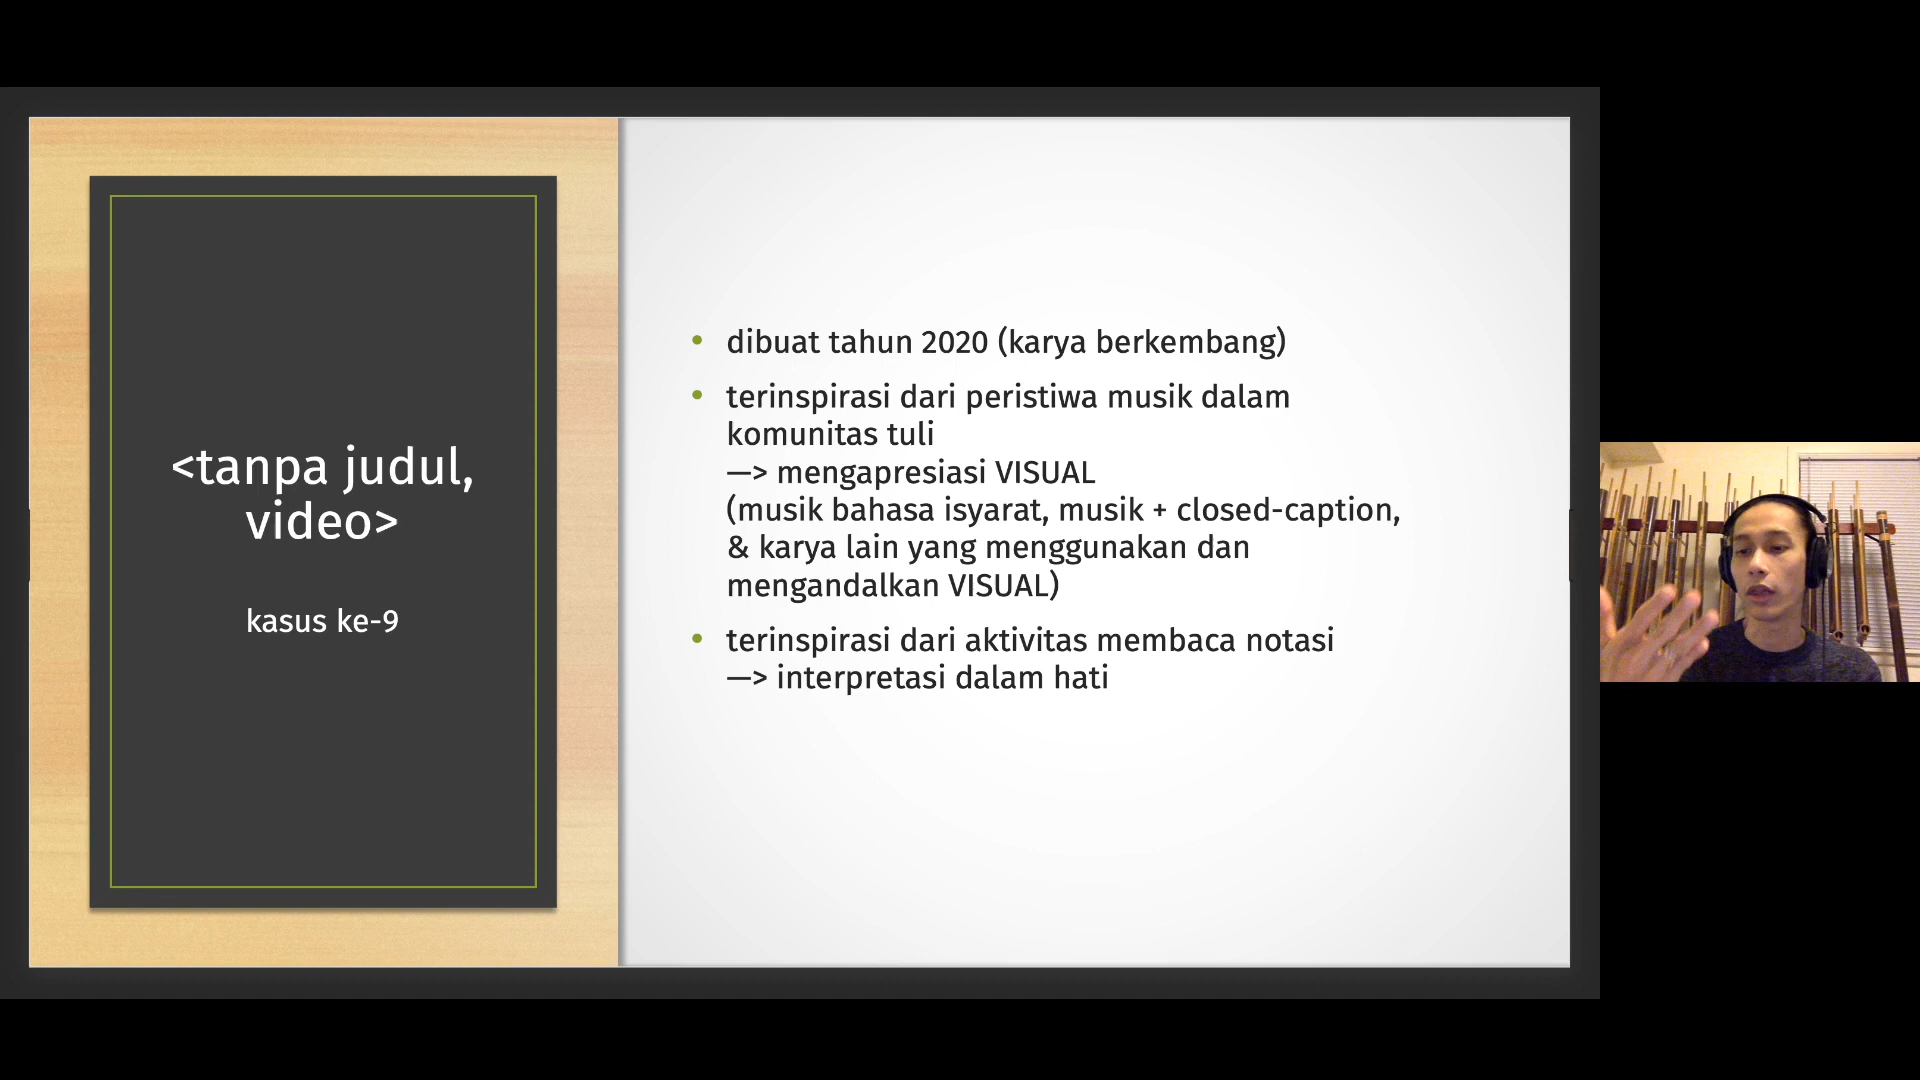 <tanpa judul,
video>
kasus ke-9
• dibuat tahun 2020 (karya berkembang)
• terinspirasi dari peristiwa musik dalam
komunitas tuli
—> mengapresiasi VISUAL
(musik bahasa isyarat, musik + closed-caption,
& karya lain yang menggunakan dan
mengandalkan VISUAL)
• terinspirasi dari aktivitas membaca notasi
—> interpretasi dalam hati